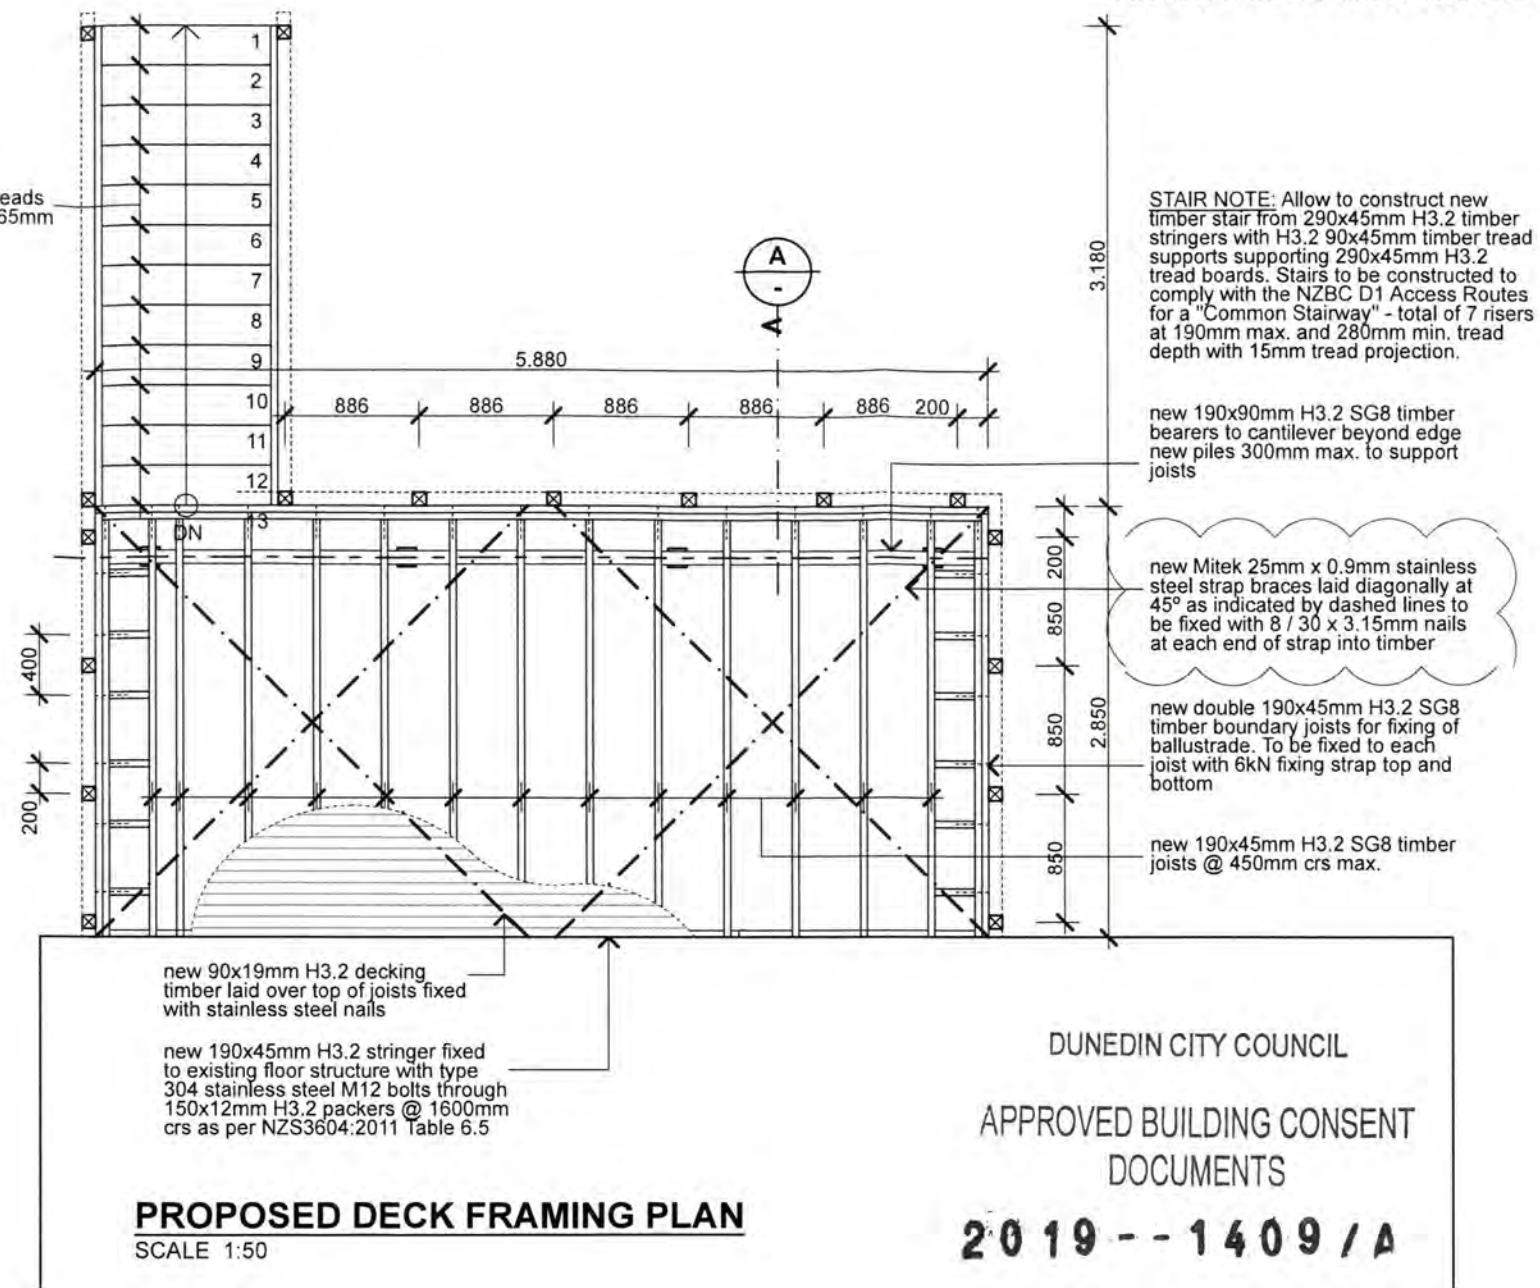 1
2
3
4
5
6
7
8
9
10
11
12
13
DN
65mm
A
-
A
5.880
886 886 886 886 886 200
3.180
2.850
200
850
850
850
400
200
STAIR NOTE: Allow to construct new
timber stair from 290x45mm H3.2 timber
stringers with H3.2 90x45mm timber tread
supports supporting 290x45mm H3.2
tread boards. Stairs to be constructed to
comply with the NZBC D1 Access Routes
for a "Common Stairway" - total of 7 risers
at 190mm max. and 280mm min. tread
depth with 15mm tread projection.
new 190x90mm H3.2 SG8 timber
bearers to cantilever beyond edge
new piles 300mm max. to support
joists
new Mitek 25mm x 0.9mm stainless
steel strap braces laid diagonally at
45º as indicated by dashed lines to
be fixed with 8 / 30 x 3.15mm nails
at each end of strap into timber
new double 190x45mm H3.2 SG8
timber boundary joists for fixing of
ballustrade. To be fixed to each
joist with 6kN fixing strap top and
bottom
new 190x45mm H3.2 SG8 timber
joists @ 450mm crs max.
new 90x19mm H3.2 decking
timber laid over top of joists fixed
with stainless steel nails
new 190x45mm H3.2 stringer fixed
to existing floor structure with type
304 stainless steel M12 bolts through
150x12mm H3.2 packers @ 1600mm
crs as per NZS3604:2011 Table 6.5
PROPOSED DECK FRAMING PLAN
SCALE 1:50
DUNEDIN CITY COUNCIL
APPROVED BUILDING CONSENT
DOCUMENTS
2019--1409/A